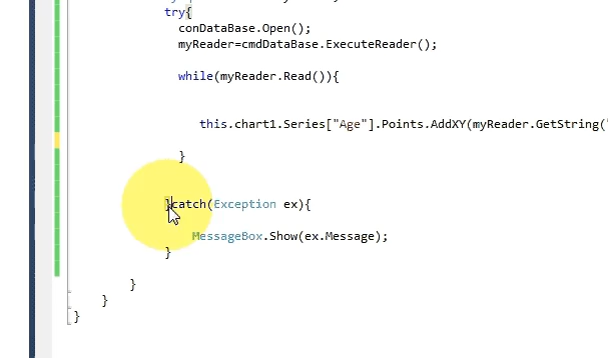 try{
conDataBase.Open();
myReader=cmdDataBase.ExecuteReader();
while(myReader.Read()){
this.chart1.Series["Age"].Points.AddXY(myReader.GetString("
}
}catch(Exception ex){
MessageBox.Show(ex.Message);
}
}
}
}